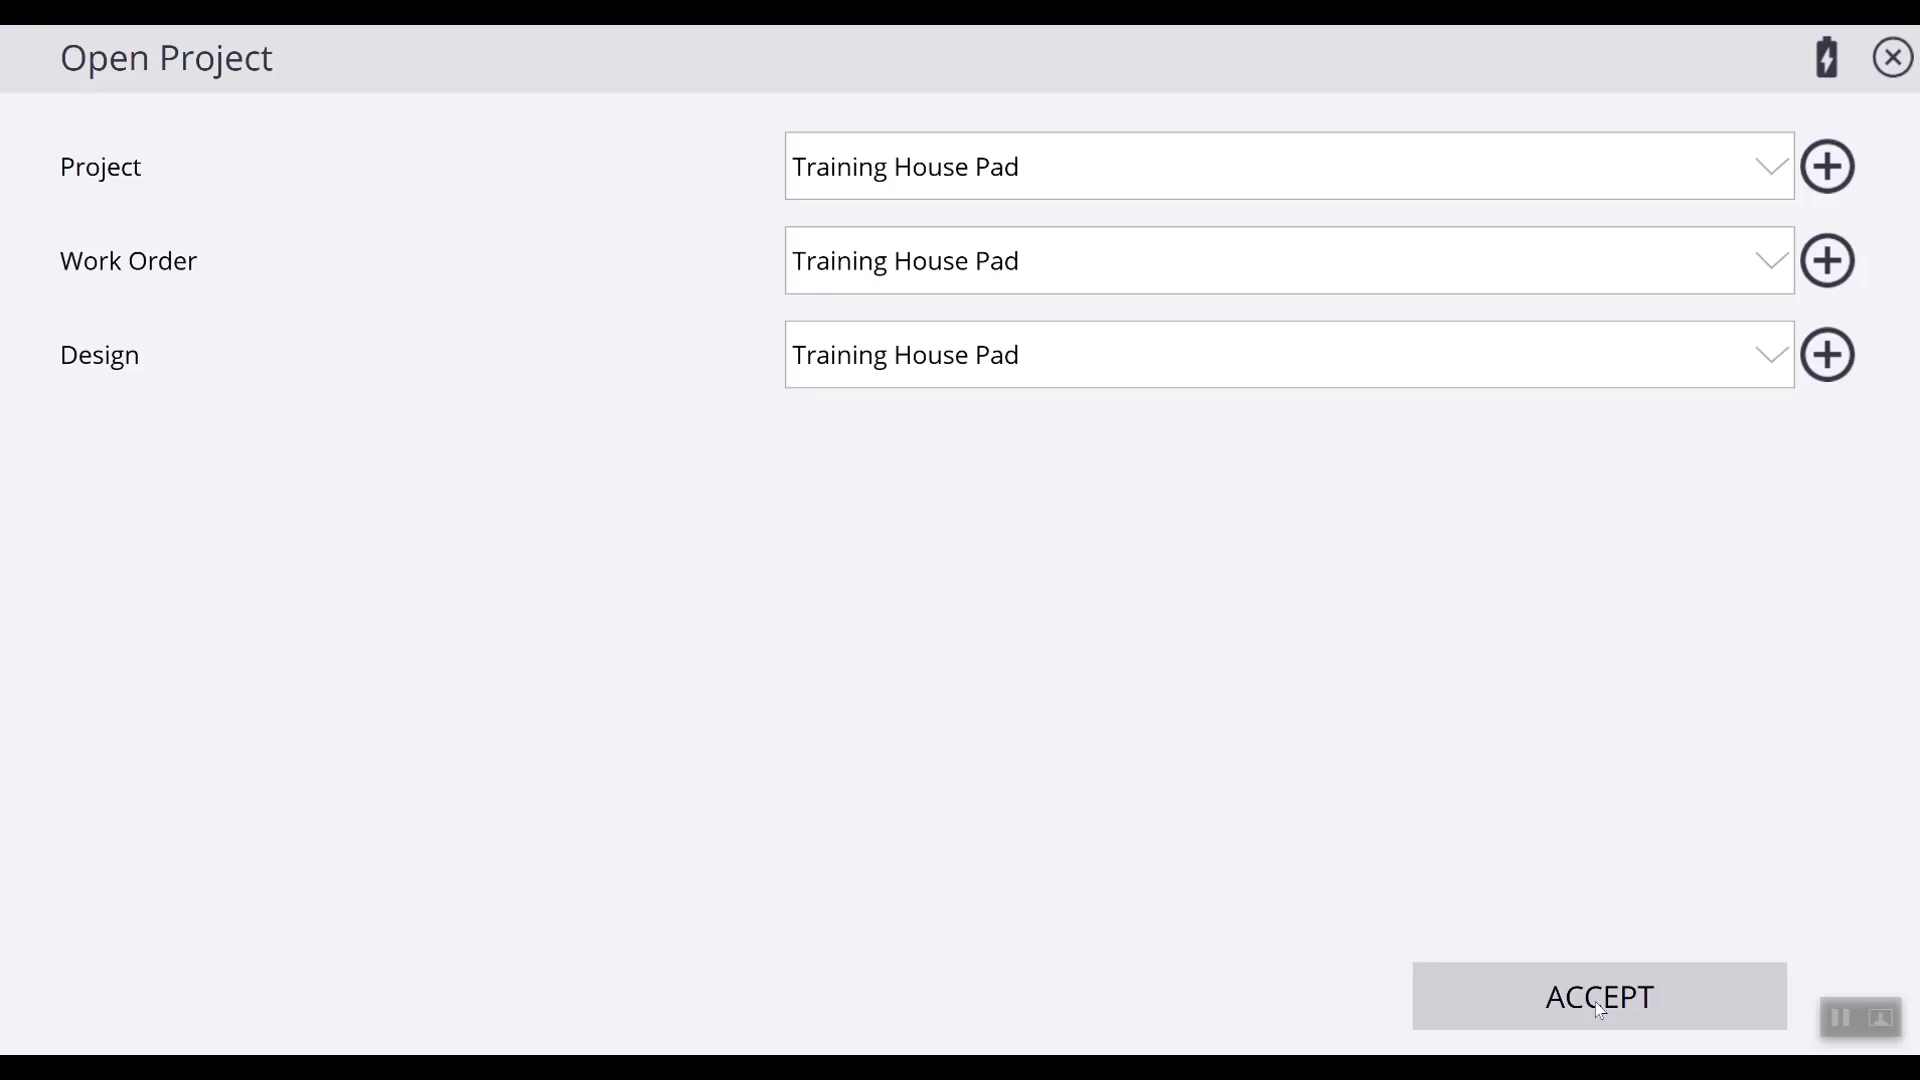 Open Project
Project Training House Pad
Work Order Training House Pad
Design Training House Pad
ACCEPT